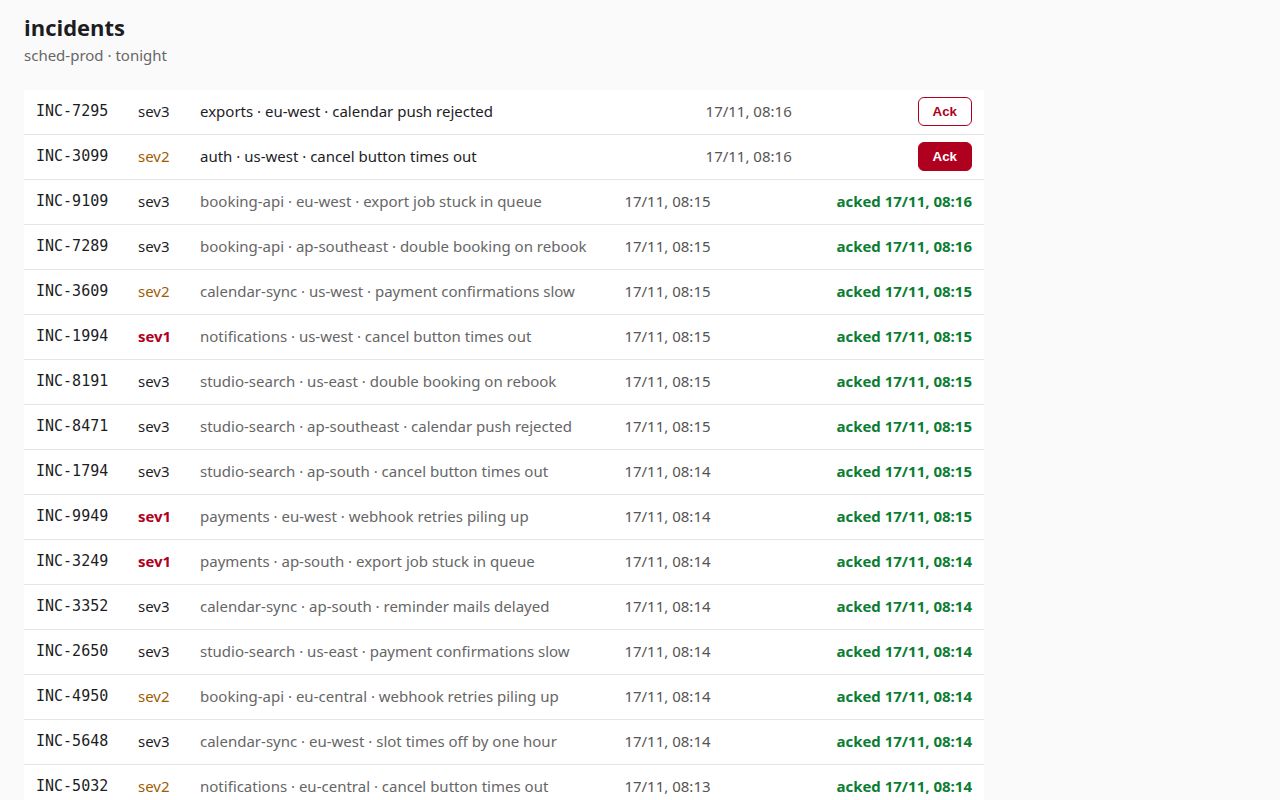 incidents
sched-prod · tonight
INC-7295 sev3 exports · eu-west · calendar push rejected 17/11, 08:16 Ack
INC-3099 sev2 auth · us-west · cancel button times out 17/11, 08:16 Ack
INC-9109 sev3 booking-api · eu-west · export job stuck in queue 17/11, 08:15 acked 17/11, 08:16
INC-7289 sev3 booking-api · ap-southeast · double booking on rebook 17/11, 08:15 acked 17/11, 08:16
INC-3609 sev2 calendar-sync · us-west · payment confirmations slow 17/11, 08:15 acked 17/11, 08:15
INC-1994 sev1 notifications · us-west · cancel button times out 17/11, 08:15 acked 17/11, 08:15
INC-8191 sev3 studio-search · us-east · double booking on rebook 17/11, 08:15 acked 17/11, 08:15
INC-8471 sev3 studio-search · ap-southeast · calendar push rejected 17/11, 08:15 acked 17/11, 08:15
INC-1794 sev3 studio-search · ap-south · cancel button times out 17/11, 08:14 acked 17/11, 08:15
INC-9949 sev1 payments · eu-west · webhook retries piling up 17/11, 08:14 acked 17/11, 08:15
INC-3249 sev1 payments · ap-south · export job stuck in queue 17/11, 08:14 acked 17/11, 08:14
INC-3352 sev3 calendar-sync · ap-south · reminder mails delayed 17/11, 08:14 acked 17/11, 08:14
INC-2650 sev3 studio-search · us-east · payment confirmations slow 17/11, 08:14 acked 17/11, 08:14
INC-4950 sev2 booking-api · eu-central · webhook retries piling up 17/11, 08:14 acked 17/11, 08:14
INC-5648 sev3 calendar-sync · eu-west · slot times off by one hour 17/11, 08:14 acked 17/11, 08:14
INC-5032 sev2 notifications · eu-central · cancel button times out 17/11, 08:13 acked 17/11, 08:14